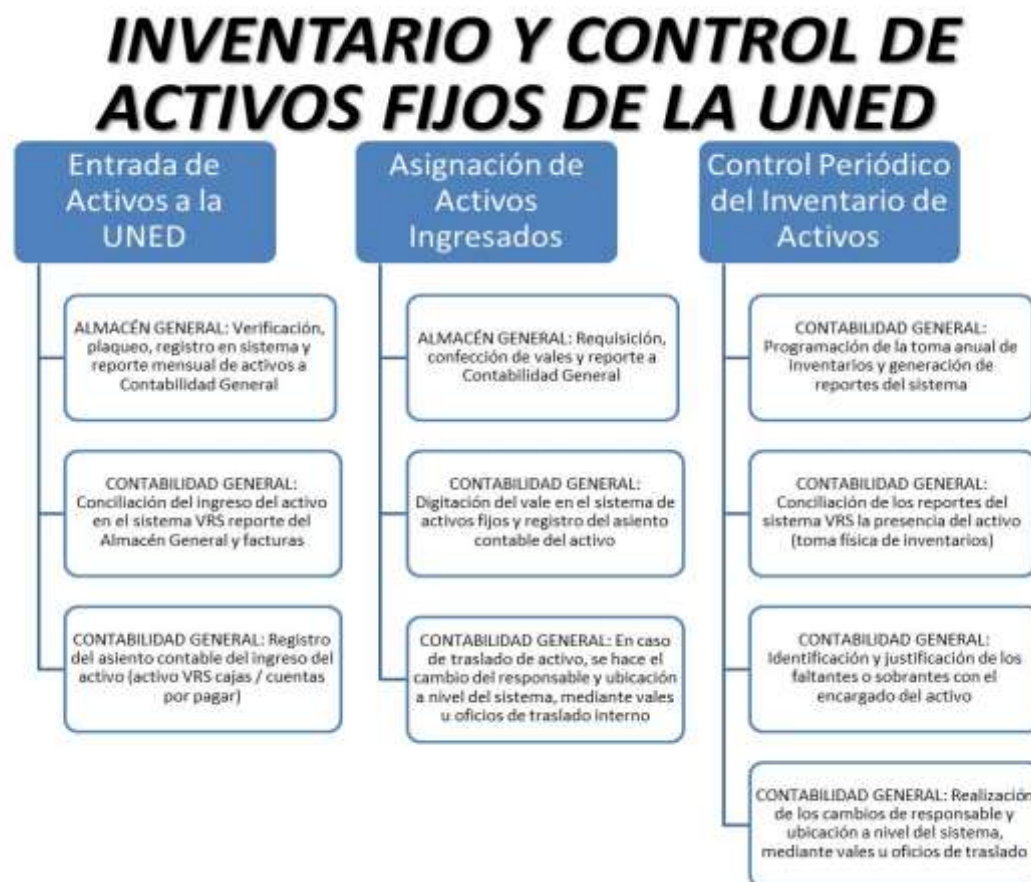 INVENTARIO Y CONTROL DE
ACTIVOS FIJOS DE LA UNED
Entrada de
Activos a la
UNED
ALMACÉN GENERAL: Verificación,
plaqueo, registro en sistema y
reporte mensual de activos a
Contabilidad General
CONTABILIDAD GENERAL:
Conciliación del ingreso del activo
en el sistema VRS reporte del
Almacén General y facturas
CONTABILIDAD GENERAL: Registro
del asiento contable del ingreso del
activo (activo VRS cajas / cuentas
por pagar)
Asignación de
Activos
Ingresados
ALMACÉN GENERAL: Requisición,
confección de vales y reporte a
Contabilidad General
CONTABILIDAD GENERAL:
Digitación del vale en el sistema de
activos fijos y registro del asiento
contable del activo
CONTABILIDAD GENERAL: En caso
de traslado de activo, se hace el
cambio del responsable y ubicación
a nivel del sistema, mediante vales
u oficios de traslado interno
Control Periódico
del Inventario de
Activos
CONTABILIDAD GENERAL:
Programación de la toma anual de
inventarios y generación de
reportes del sistema
CONTABILIDAD GENERAL:
Conciliación de los reportes del
sistema VRS la presencia del activo
(toma física de inventarios)
CONTABILIDAD GENERAL:
Identificación y justificación de los
faltantes o sobrantes con el
encargado del activo
CONTABILIDAD GENERAL: Realización
de los cambios de responsable y
ubicación a nivel del sistema,
mediante vales u oficios de traslado